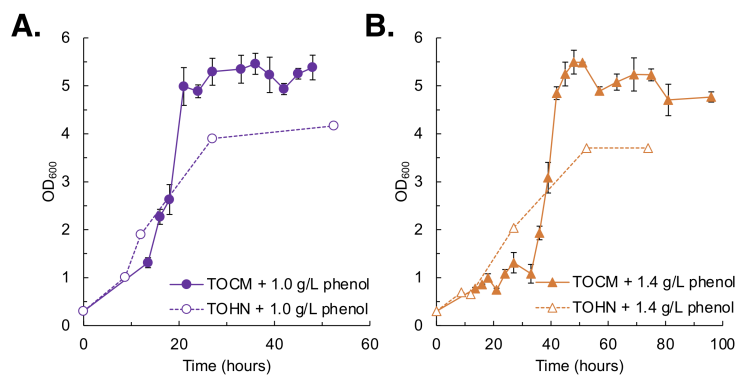 A.
6
5
4
3
2
1
0
OD600
0 20 40 60
Time (hours)
TOCM + 1.0 g/L phenol
TOHN + 1.0 g/L phenol
B.
6
5
4
3
2
1
0
OD600
0 20 40 60 80 100
Time (hours)
TOCM + 1.4 g/L phenol
TOHN + 1.4 g/L phenol